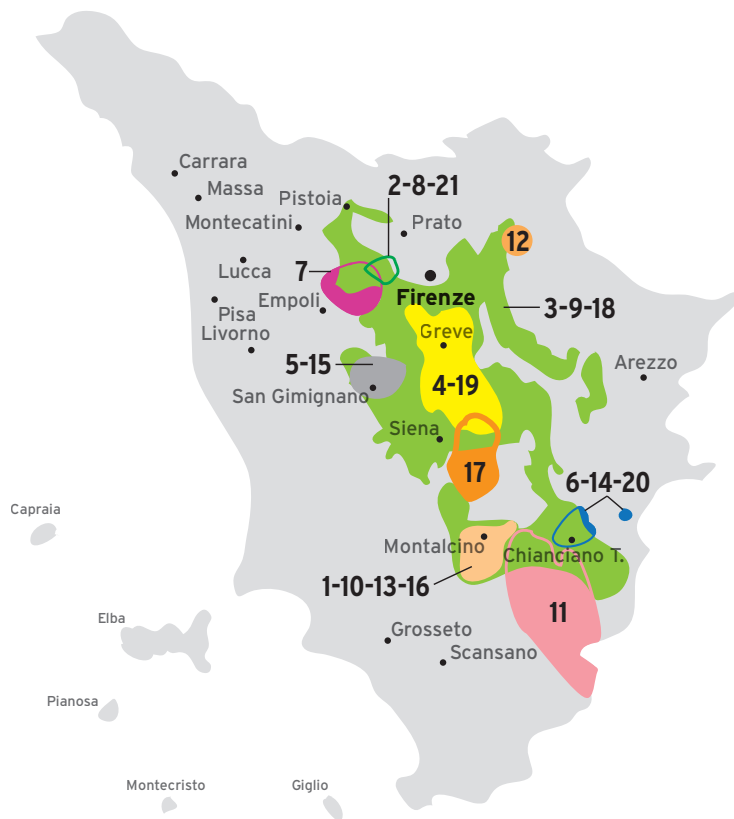 Carrara
Massa
Pistoia
2-8-21
Montecatini
Prato
12
Lucca
7
Empoli
Firenze
3-9-18
Pisa
Livorno
Greve
5-15
Arezzo
San Gimignano
4-19
Siena
17
6-14-20
Capraia
Montalcino
Chianciano T.
1-10-13-16
11
Elba
Grosseto
Scansano
Pianosa
Montecristo
Giglio